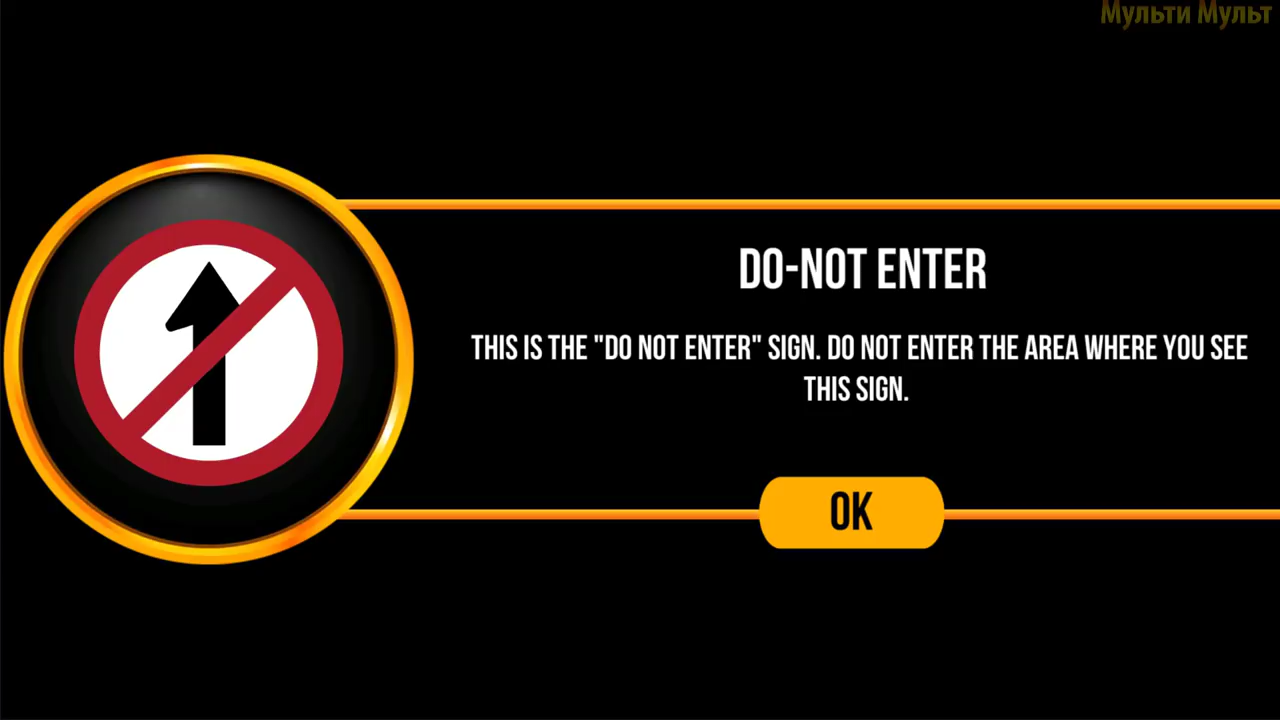 Мульти Мульт
DO-NOT ENTER
THIS IS THE "DO NOT ENTER" SIGN. DO NOT ENTER THE AREA WHERE YOU SEE
THIS SIGN.
OK